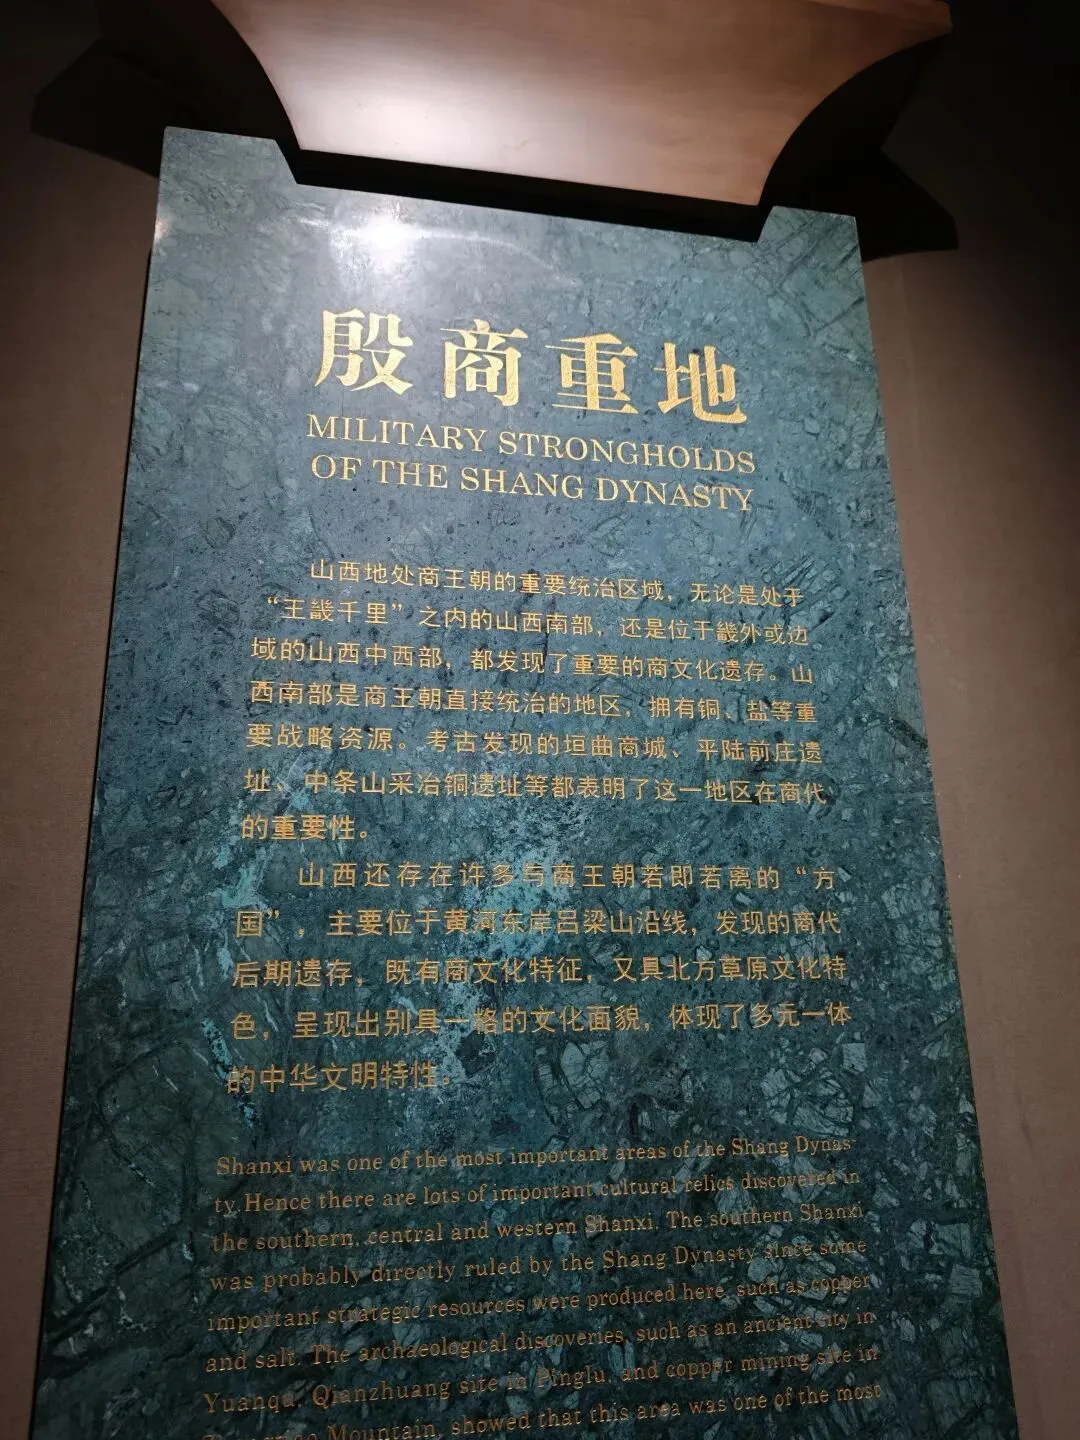 殷商重地
MILITARY STRONGHOLDS
OF THE SHANG DYNASTY
山西地处商王朝的重要统治区域，无论是处于
“王畿千里”之内的山西南部，还是位于畿外或边
域的山西中西部，都发现了重要的商文化遗存。山
西南部是商王朝直接统治的地区，拥有铜、盐等重
要战略资源。考古发现的垣曲商城、平陆前庄遗
址、中条山采冶铜遗址等都表明了这一地区在商代
的重要性。
山西还存在许多与商王朝若即若离的“方
国”，主要位于黄河东岸吕梁山沿线，发现的商代
后期遗存，既有商文化特征，又具北方草原文化特
色，呈现出别具一格的文化面貌，体现了多元一体
的中华文明特性。
Shanxi was one of the most important areas of the Shang Dynas-
ty. Hence there are lots of important cultural relics discovered in
the southern, central and western Shanxi. The southern Shanxi
was probably directly ruled by the Shang Dynasty since some
important strategic resources were produced here, such as copper
and salt. The archaeological discoveries, such as an ancient city in
Yuanqu, Qianzhuang site in Pinglu, and copper mining site in
Mountain, showed that this area was one of the most